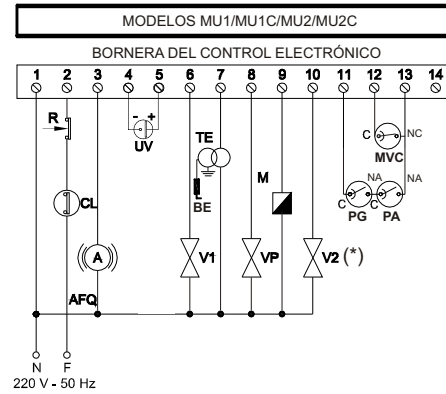 MODELOS MU1/MU1C/MU2/MU2C
BORNERA DEL CONTROL ELECTRÓNICO
1 2 3 4 5 6 7 8 9 10 11 12 13 14
R
- +
UV
TE
BE
M
C NC
MVC
NA NA
C C
PG PA
CL
A
V1
VP
V2 (*)
AFQ
N F
220 V - 50 Hz